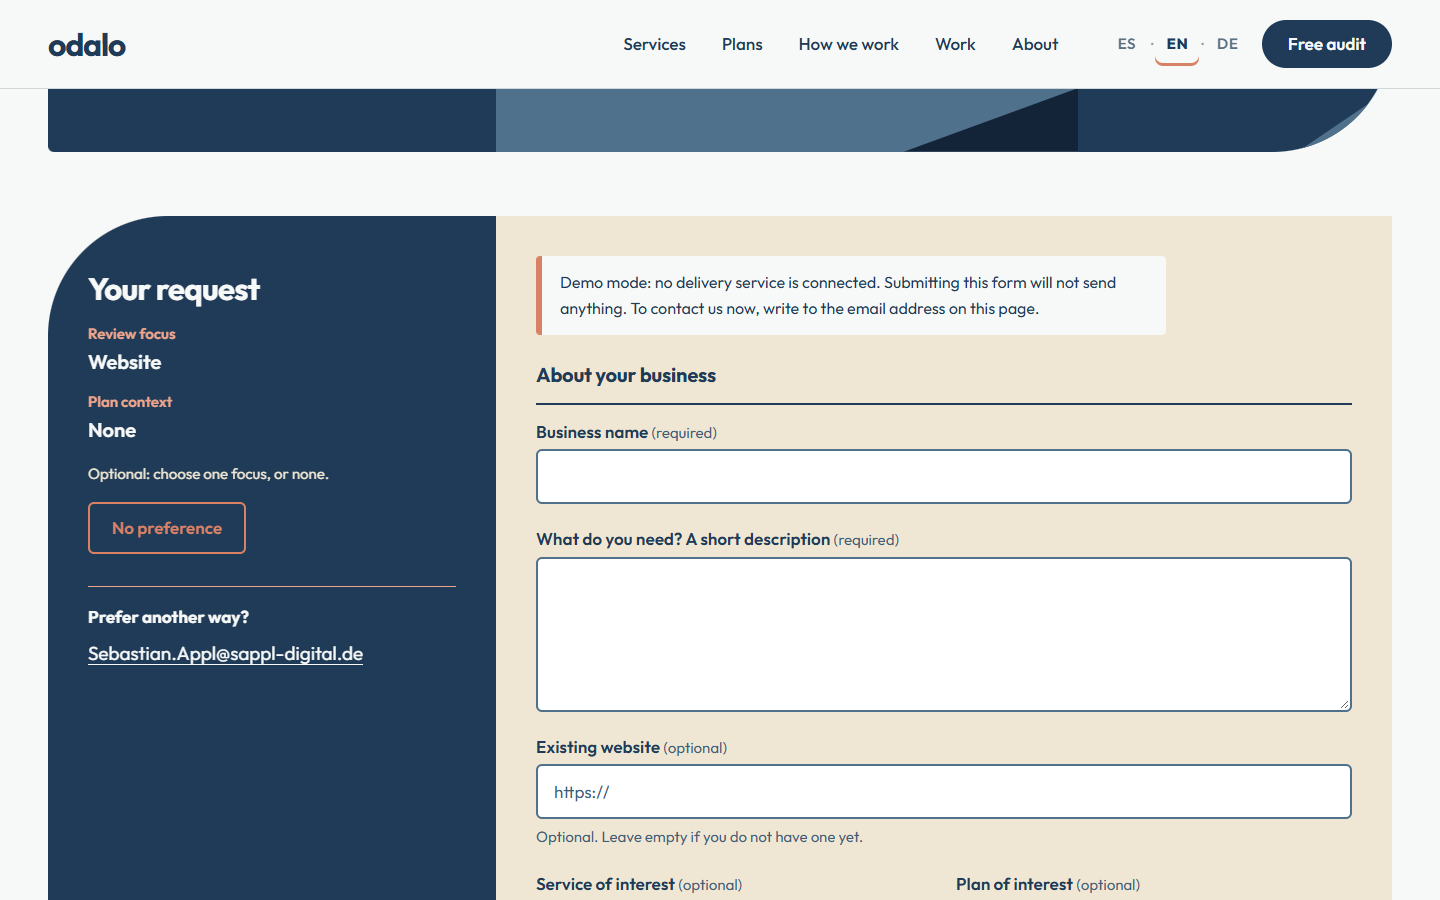 odalo
Services
Plans
How we work
Work
About
ES · EN · DE
Free audit
Your request
Review focus
Website
Plan context
None
Optional: choose one focus, or none.
No preference
Prefer another way?
Sebastian.Appl@sappl-digital.de
Demo mode: no delivery service is connected. Submitting this form will not send
anything. To contact us now, write to the email address on this page.
About your business
Business name (required)
What do you need? A short description (required)
Existing website (optional)
https://
Optional. Leave empty if you do not have one yet.
Service of interest (optional)
Plan of interest (optional)